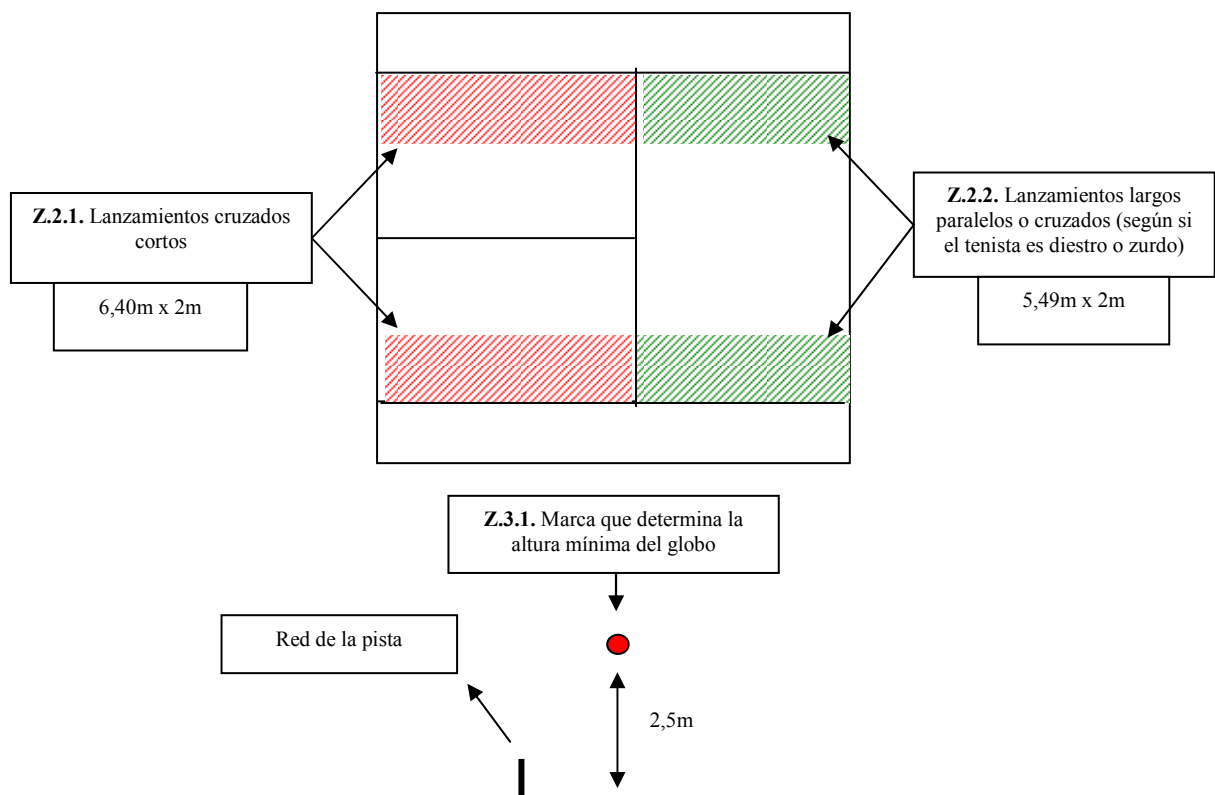 Z.2.1. Lanzamientos cruzados
cortos
6,40m x 2m
Z.2.2. Lanzamientos largos
paralelos o cruzados (según si
el tenista es diestro o zurdo)
5,49m x 2m
Z.3.1. Marca que determina la
altura mínima del globo
Red de la pista
2,5m